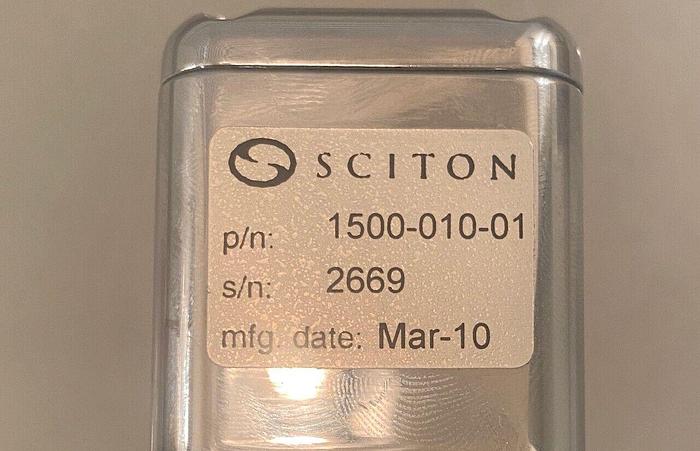 SCITON
p/n: 1500-010-01
s/n: 2669
mfg. date: Mar-10